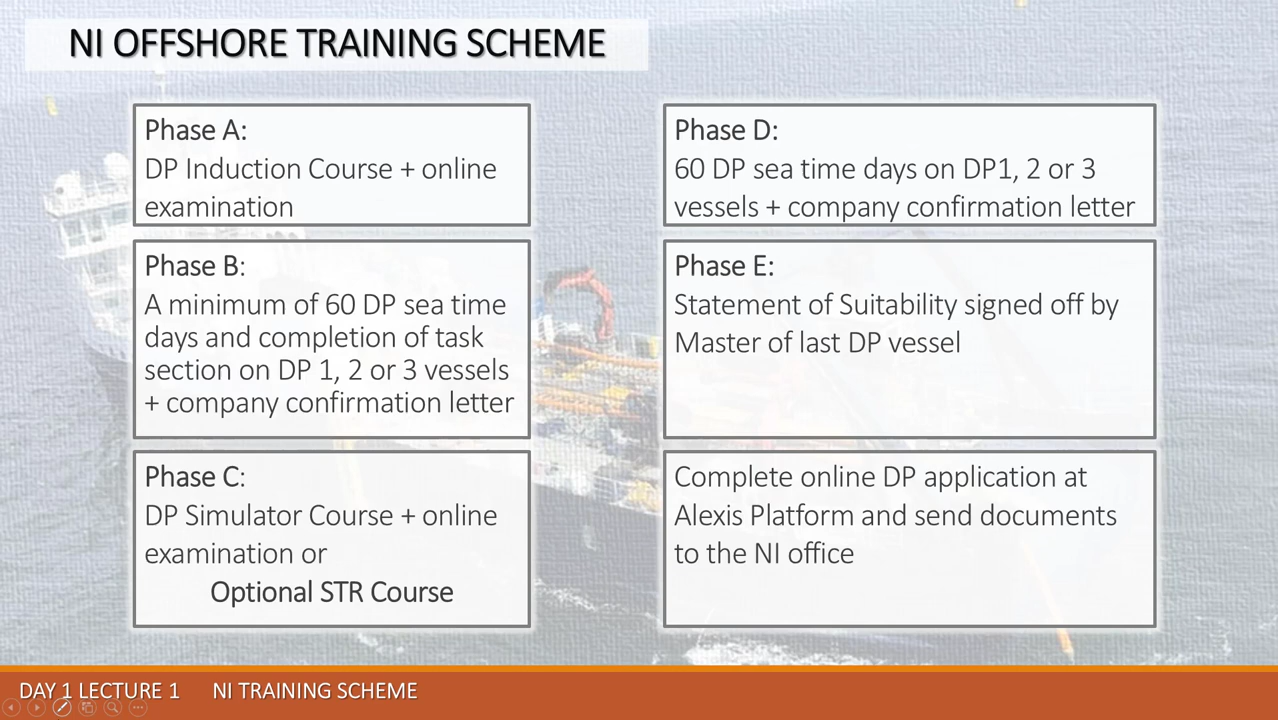 NI OFFSHORE TRAINING SCHEME
Phase A:
DP Induction Course + online
examination
Phase B:
A minimum of 60 DP sea time
days and completion of task
section on DP 1, 2 or 3 vessels
+ company confirmation letter
Phase C:
DP Simulator Course + online
examination or
Optional STR Course
Phase D:
60 DP sea time days on DP1, 2 or 3
vessels + company confirmation letter
Phase E:
Statement of Suitability signed off by
Master of last DP vessel
Complete online DP application at
Alexis Platform and send documents
to the NI office
DAY 1 LECTURE 1 NI TRAINING SCHEME